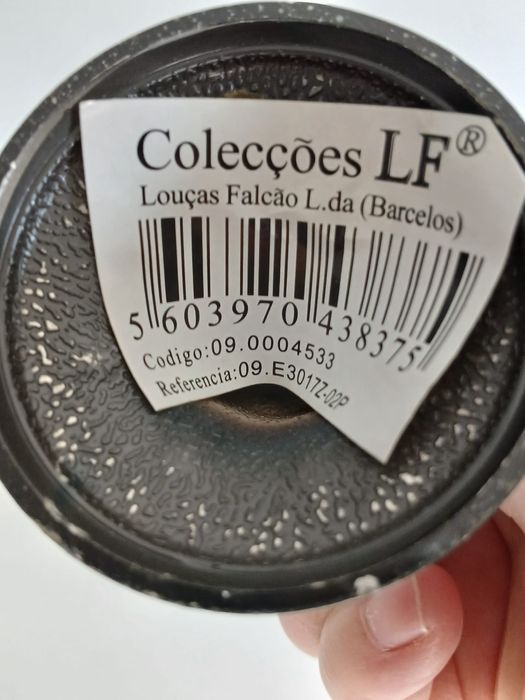 Colecções LF®
Louças Falcão L.da (Barcelos)
5 603970 438375
Codigo:09.0004533
Referencia:09.E3017Z-02P